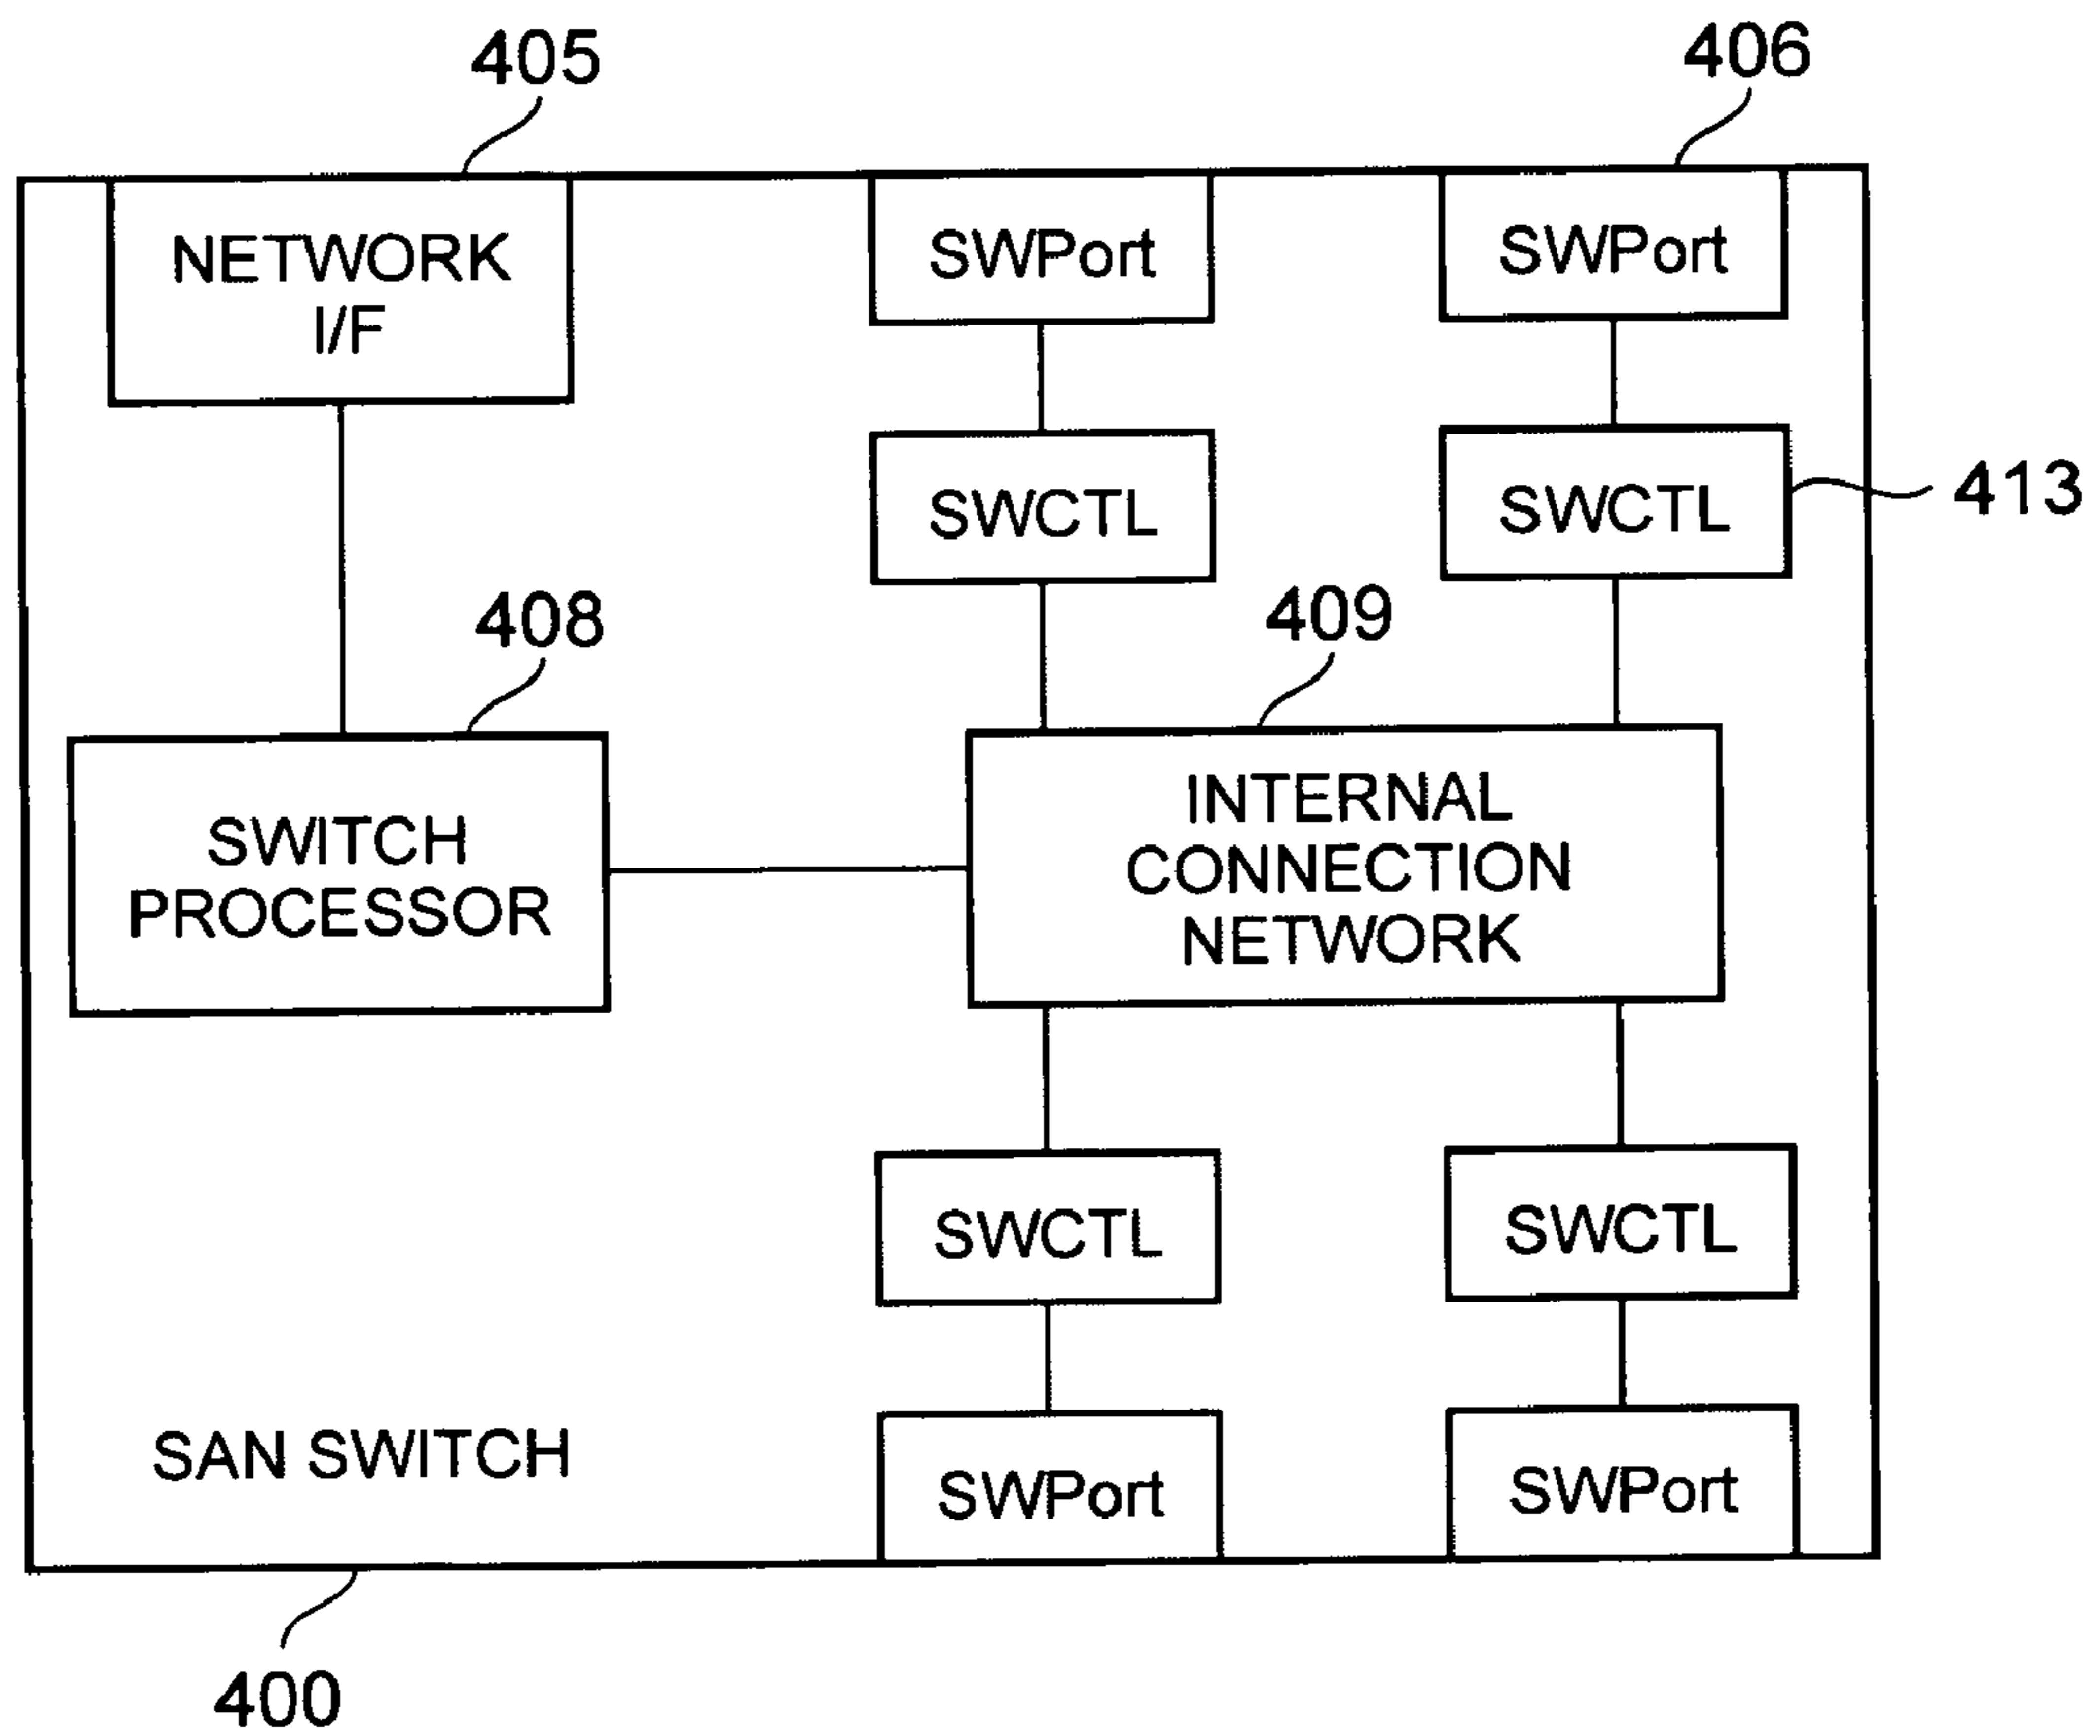 405
406
NETWORK
I/F
SWPort
SWPort
SWCTL
SWCTL
413
408
409
SWITCH
PROCESSOR
INTERNAL
CONNECTION
NETWORK
SWCTL
SWCTL
SAN SWITCH
SWPort
SWPort
400